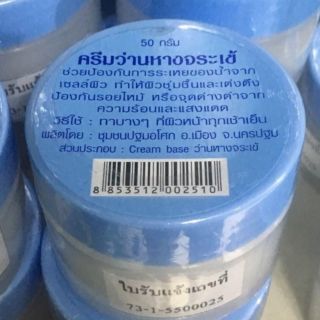 50 กรัม
ครีมว่านหางจระเข้
ช่วยป้องกันการระเหยของน้ำจาก
เซลล์ผิว ทำให้ผิวชุ่มชื้นและเต่งตึง
ป้องกันรอยไหม้ หรือจุดด่างดำจาก
ความร้อนและแสงแดด
วิธีใช้ : ทาบางๆ ที่ผิวหน้าทุกเช้าเย็น
ผลิตโดย : ชุมชนปฐมอโศก อ.เมือง จ.นครปฐม
ส่วนประกอบ : Cream base ว่านหางจระเข้
8 853512 002510
ใบรับแจ้งเลขที่
73-1-5500025